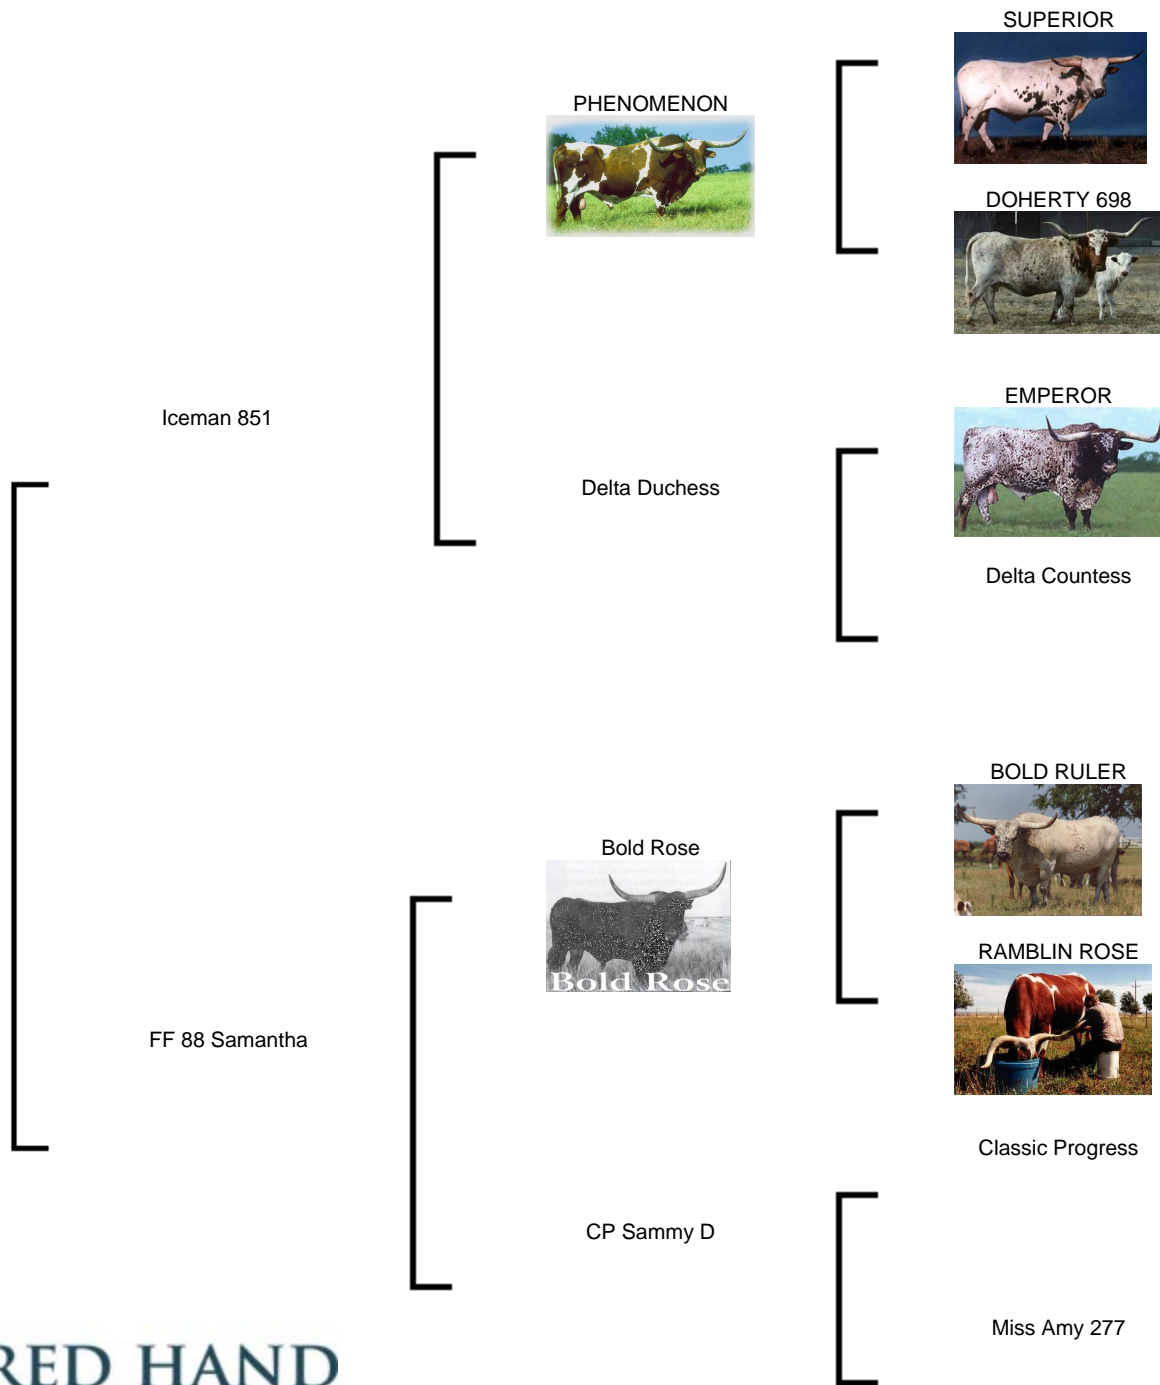 SUPERIOR
PHENOMENON
DOHERTY 698
Iceman 851
EMPEROR
Delta Duchess
Delta Countess
BOLD RULER
Bold Rose
Bold Rose
RAMBLIN ROSE
FF 88 Samantha
Classic Progress
CP Sammy D
Miss Amy 277
RED HAND